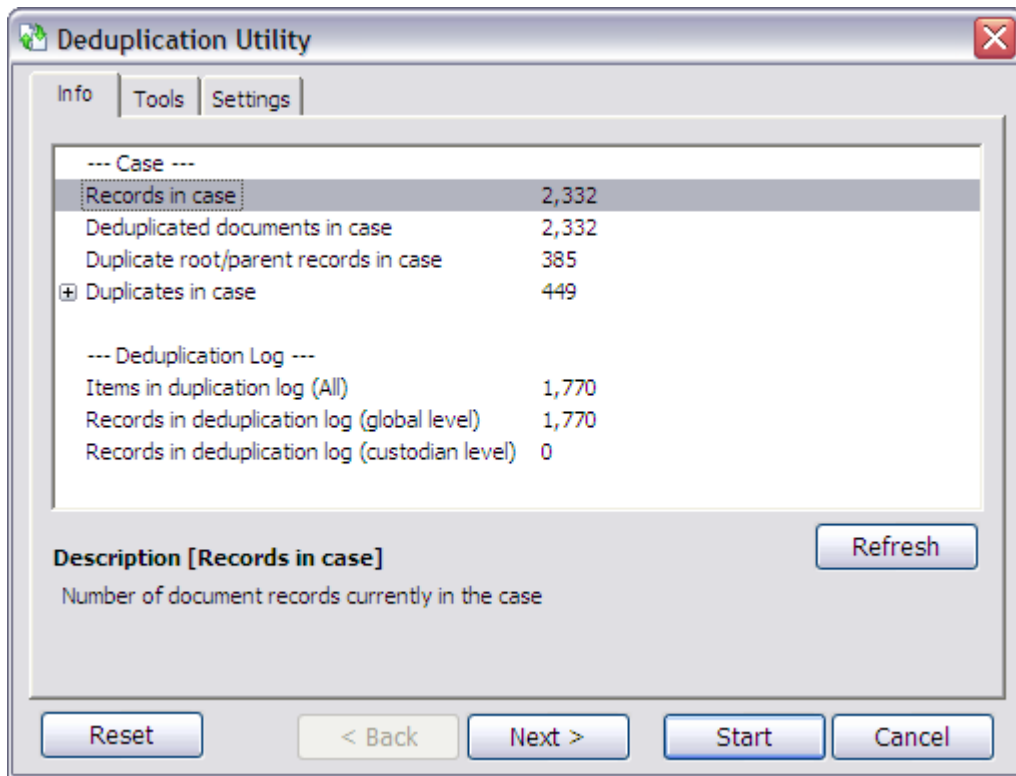 Deduplication Utility
Info Tools Settings
--- Case ---
Records in case 2,332
Deduplicated documents in case 2,332
Duplicate root/parent records in case 385
Duplicates in case 449
--- Deduplication Log ---
Items in duplication log (All) 1,770
Records in deduplication log (global level) 1,770
Records in deduplication log (custodian level) 0
Refresh
Description [Records in case]
Number of document records currently in the case
Reset < Back Next > Start Cancel